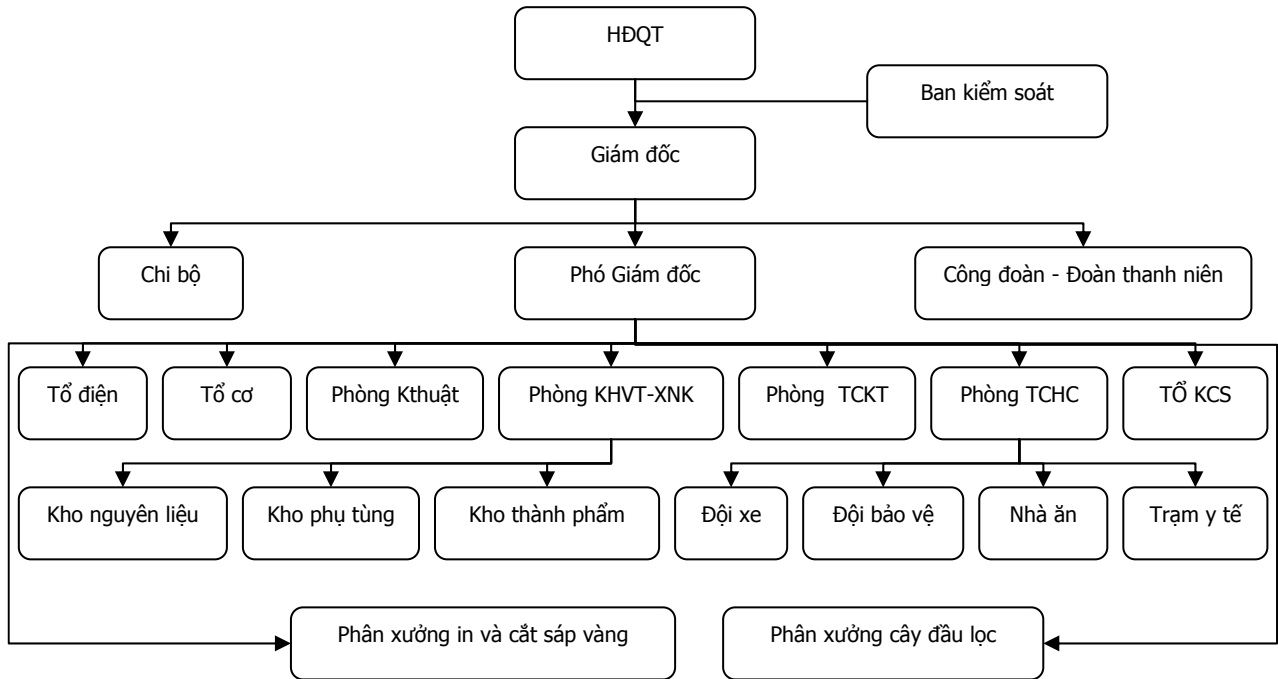 HĐQT
Ban kiểm soát
Giám đốc
Chi bộ
Phó Giám đốc
Công đoàn - Đoàn thanh niên
Tổ điện
Tổ cơ
Phòng Kthuật
Phòng KHVT-XNK
Phòng TCKT
Phòng TCHC
TỔ KCS
Kho nguyên liệu
Kho phụ tùng
Kho thành phẩm
Đội xe
Đội bảo vệ
Nhà ăn
Trạm y tế
Phân xưởng in và cắt sáp vàng
Phân xưởng cây đầu lọc